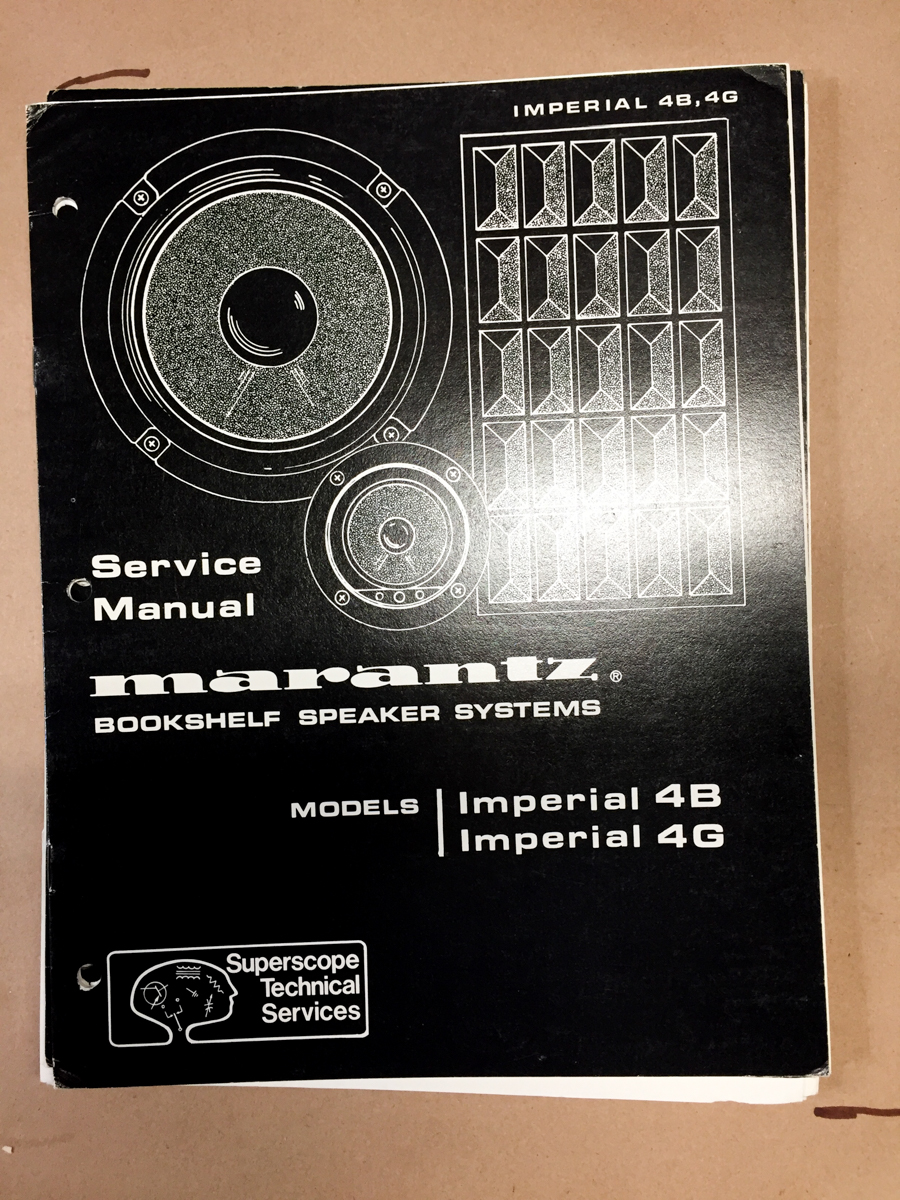 IMPERIAL 4B, 4G
Service
Manual
marantz®
BOOKSHELF SPEAKER SYSTEMS
MODELS
Imperial 4B
Imperial 4G
Superscope
Technical
Services